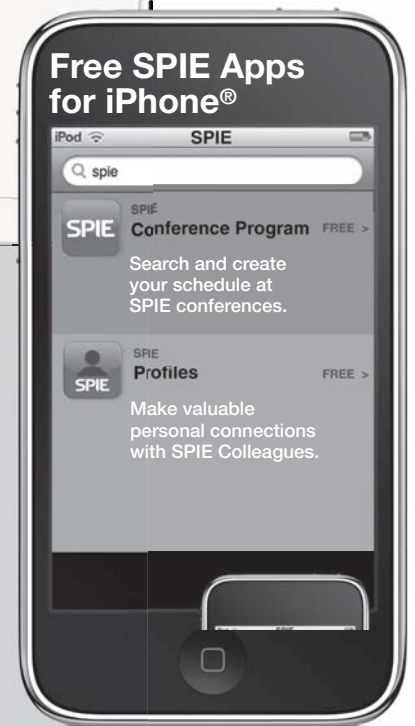 Free SPIE Apps
for iPhone®
iPod SPIE
spie
SPIE
SPIE Conference Program FREE >
Search and create
your schedule at
SPIE conferences.
SPIE
SPIE Profiles FREE >
Make valuable
personal connections
with SPIE Colleagues.